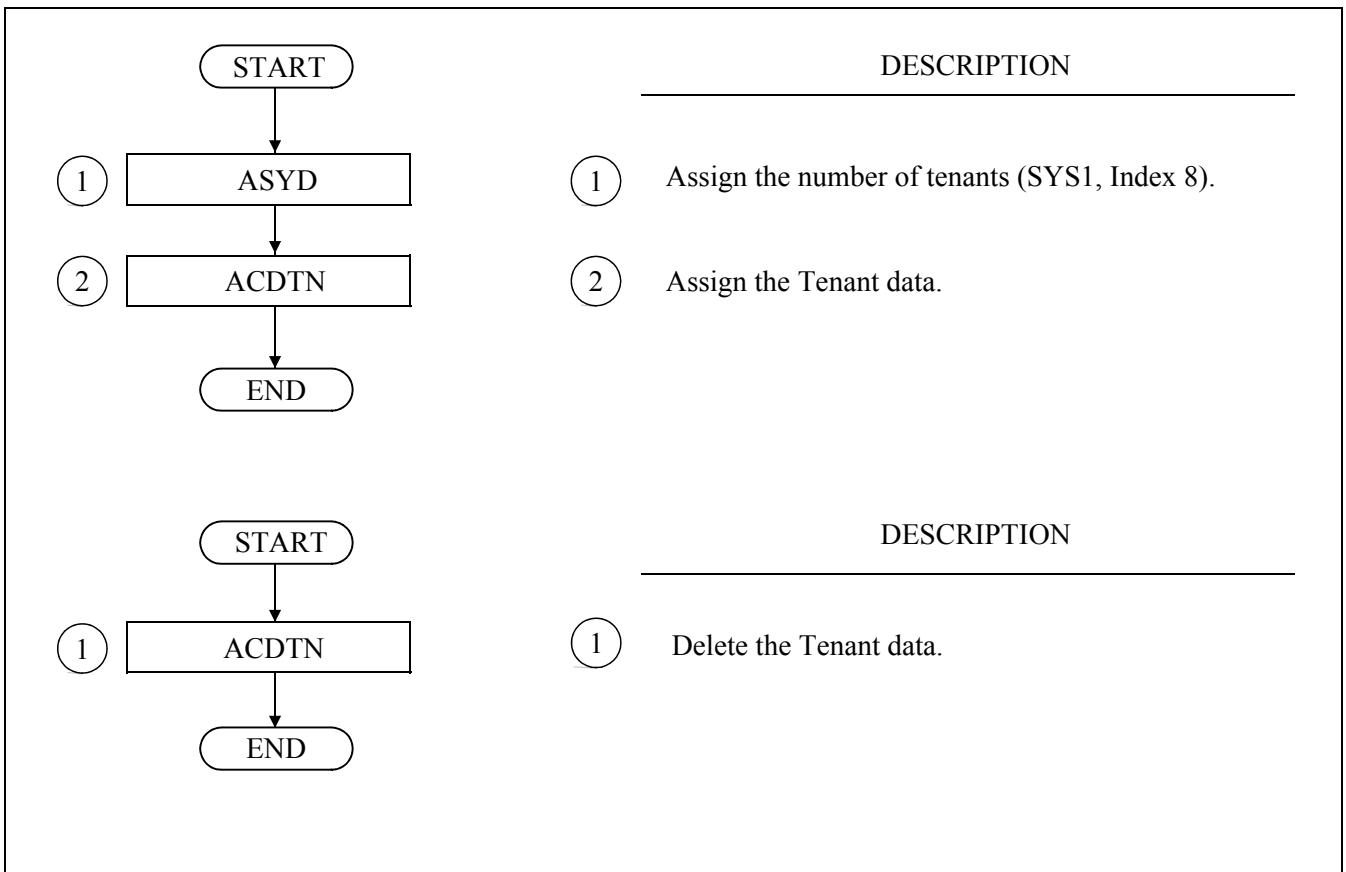 START
DESCRIPTION
1 ASYD
1 Assign the number of tenants (SYS1, Index 8).
2 ACDTN
2 Assign the Tenant data.
END
START
DESCRIPTION
1 ACDTN
1 Delete the Tenant data.
END